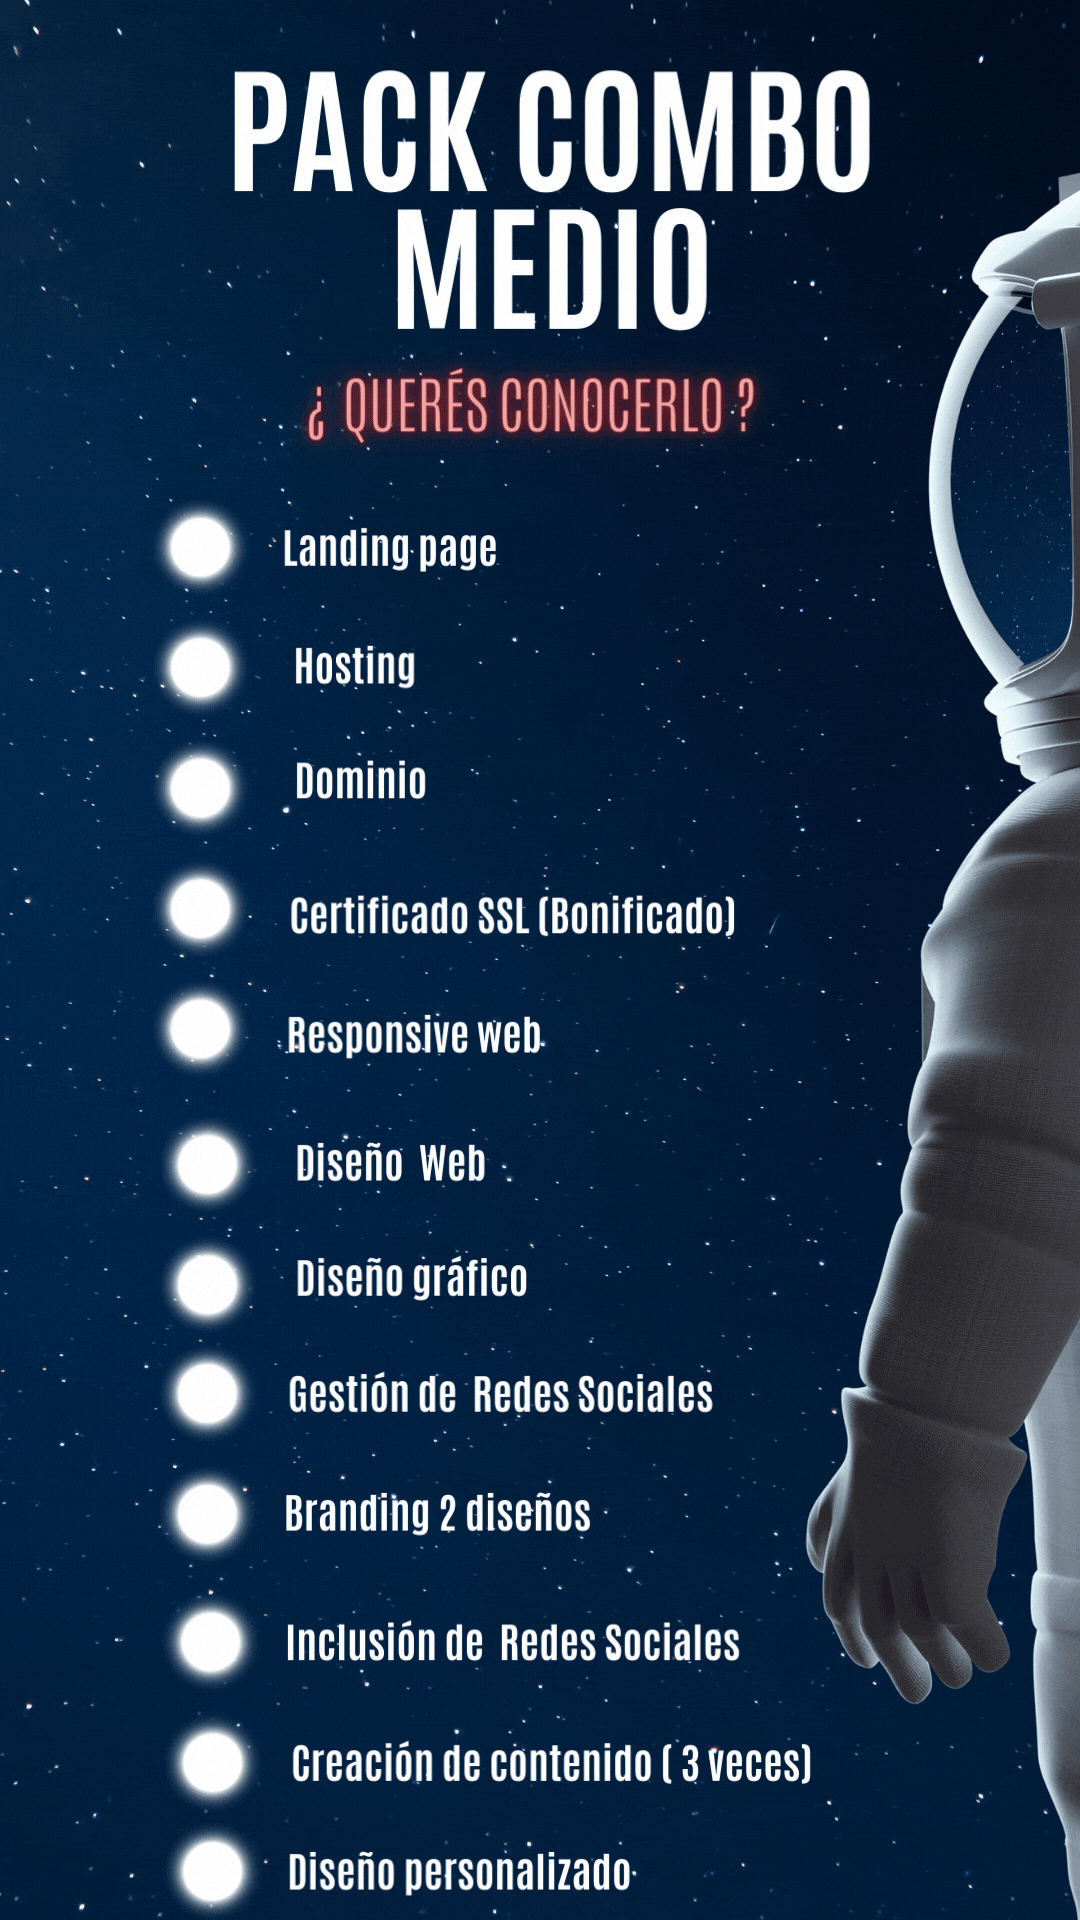 PACK COMBO
MEDIO
¿ QUERÉS CONOCERLO ?
Landing page
Hosting
Dominio
Certificado SSL (Bonificado)
Responsive web
Diseño Web
Diseño gráfico
Gestión de Redes Sociales
Branding 2 diseños
Inclusión de Redes Sociales
Creación de contenido ( 3 veces)
Diseño personalizado